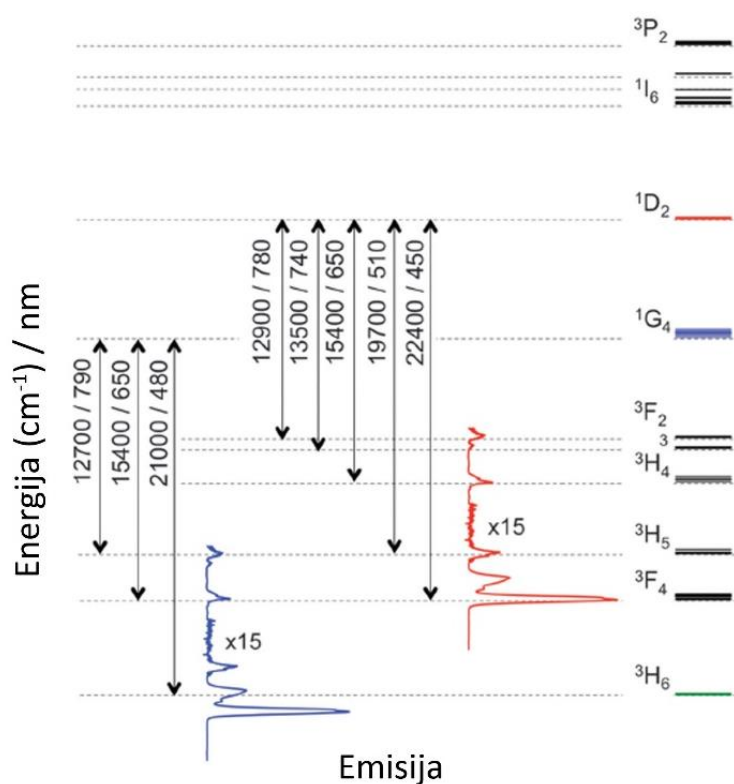 ³P₂
¹I₆
¹D₂
¹G₄
³F₂
3
³H₄
³H₅
³F₄
³H₆
12900 / 780
13500 / 740
15400 / 650
19700 / 510
22400 / 450
12700 / 790
15400 / 650
21000 / 480
x15
x15
Energija (cm⁻¹) / nm
Emisija